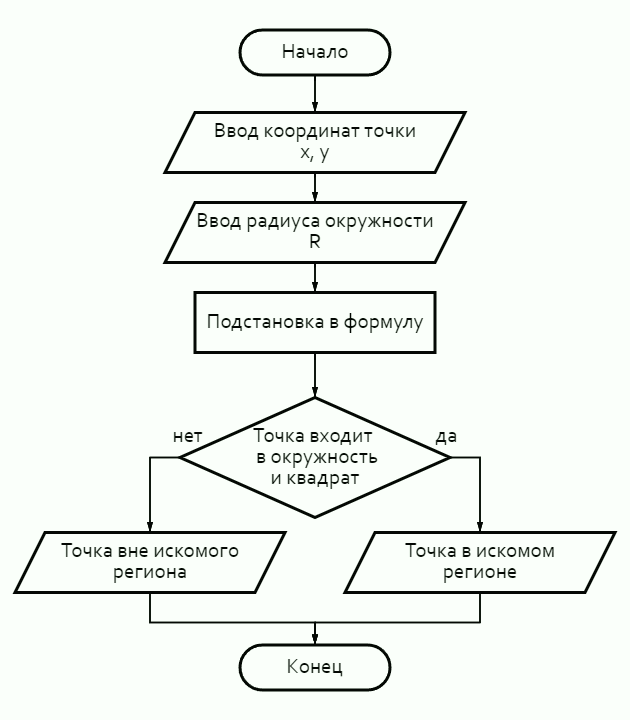 Начало
Ввод координат точки
x, y
Ввод радиуса окружности
R
Подстановка в формулу
нет
Точка входит
в окружность
и квадрат
да
Точка вне искомого
региона
Точка в искомом
регионе
Конец